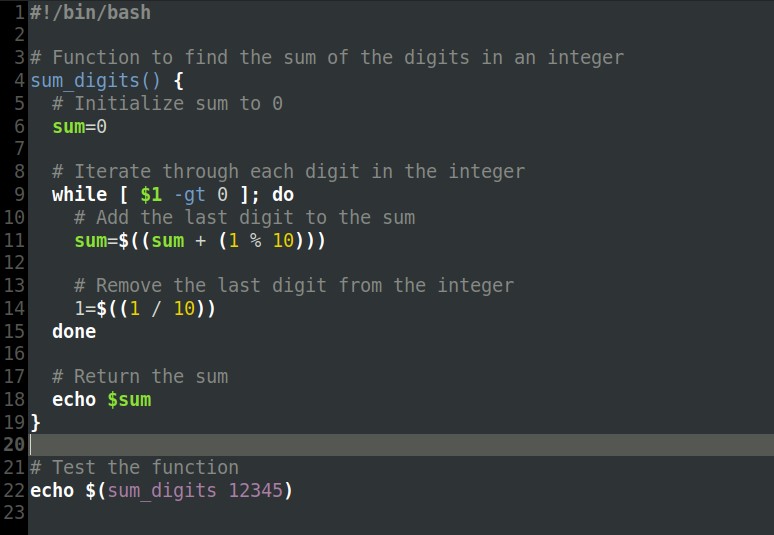 1 #!/bin/bash
2
3 # Function to find the sum of the digits in an integer
4 sum_digits() {
5   # Initialize sum to 0
6   sum=0
7
8   # Iterate through each digit in the integer
9   while [ $1 -gt 0 ]; do
10     # Add the last digit to the sum
11     sum=$((sum + (1 % 10)))
12
13     # Remove the last digit from the integer
14     1=$((1 / 10))
15   done
16
17   # Return the sum
18   echo $sum
19 }
20
21 # Test the function
22 echo $(sum_digits 12345)
23